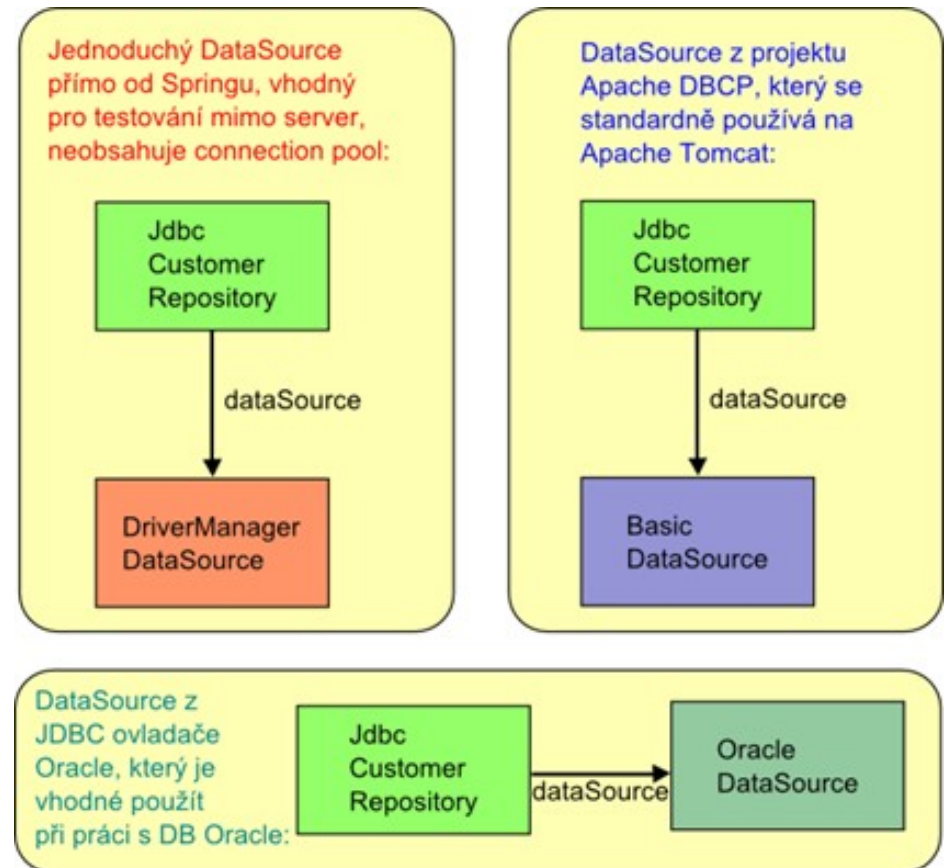 Jednoduchý DataSource
přímo od Springu, vhodný
pro testování mimo server,
neobsahuje connection pool:
Jdbc
Customer
Repository
dataSource
DriverManager
DataSource
DataSource z projektu
Apache DBCP, který se
standardně používá na
Apache Tomcat:
Jdbc
Customer
Repository
dataSource
Basic
DataSource
DataSource z
JDBC ovladače
Oracle, který je
vhodné použít
při práci s DB Oracle:
Jdbc
Customer
Repository
dataSource
Oracle
DataSource